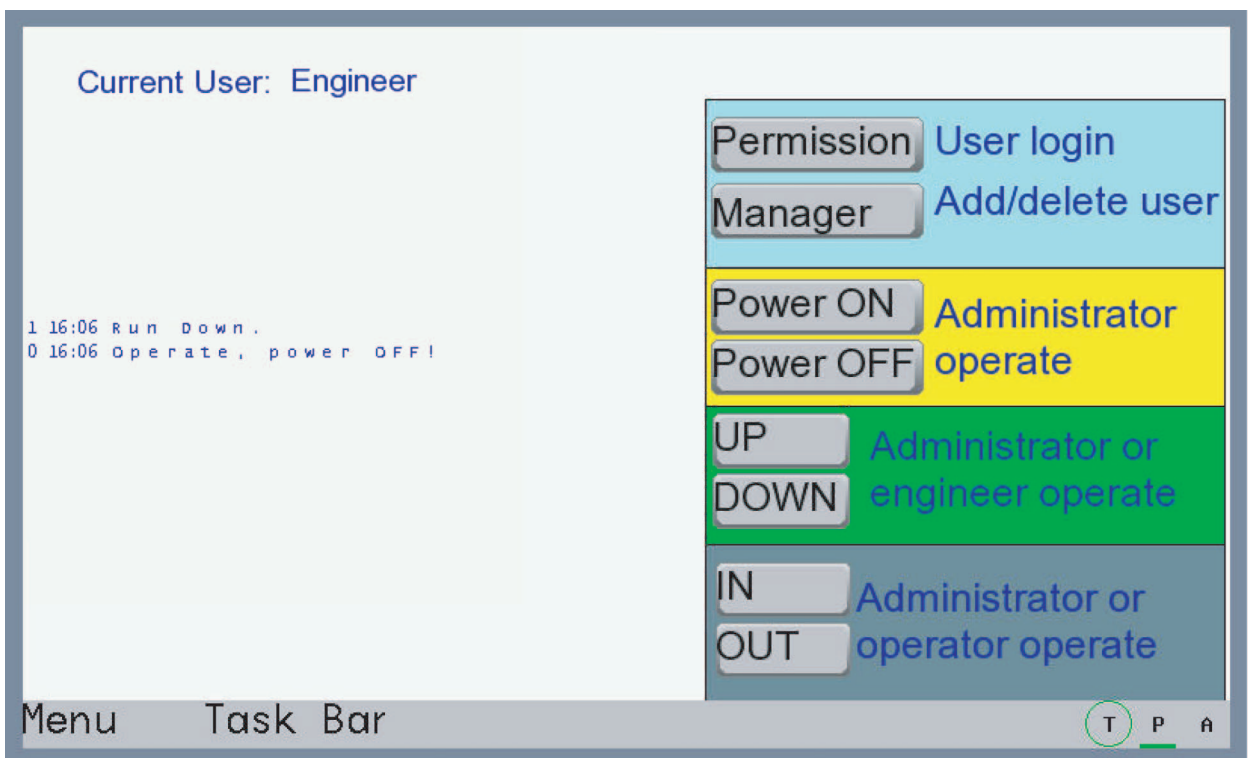 Current User: Engineer
Permission User login
Manager Add/delete user
1 16:06 Run Down.
0 16:06 Operate, power OFF!
Power ON
Power OFF
Administrator
operate
UP
DOWN
Administrator or
engineer operate
IN
OUT
Administrator or
operator operate
Menu Task Bar
T P A